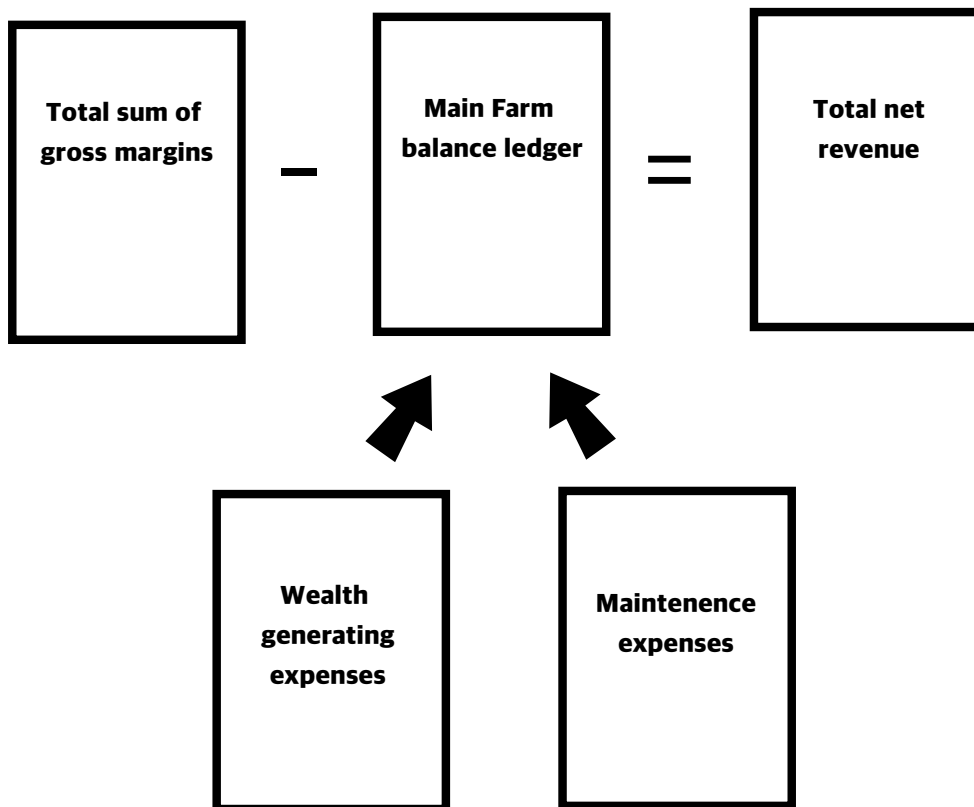 Total sum of
gross margins
–
Main Farm
balance ledger
=
Total net
revenue
Wealth
generating
expenses
Maintenence
expenses